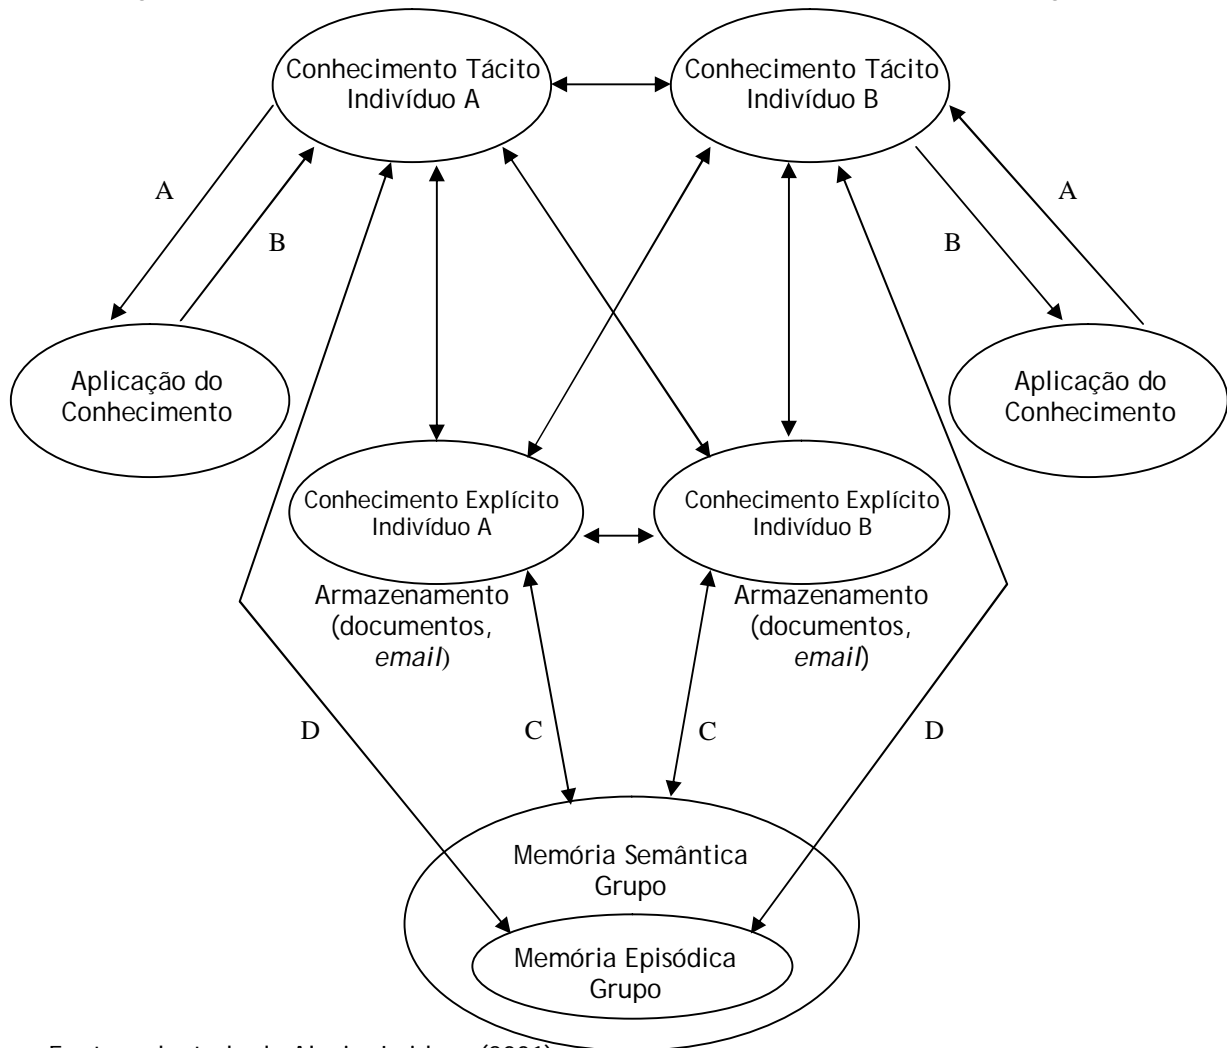 Conhecimento Tácito
Indivíduo A
Conhecimento Tácito
Indivíduo B
A
B
B
A
Aplicação do
Conhecimento
Aplicação do
Conhecimento
Conhecimento Explícito
Indivíduo A
Conhecimento Explícito
Indivíduo B
Armazenamento
(documentos,
email)
Armazenamento
(documentos,
email)
D
C
C
D
Memória Semântica
Grupo
Memória Episódica
Grupo